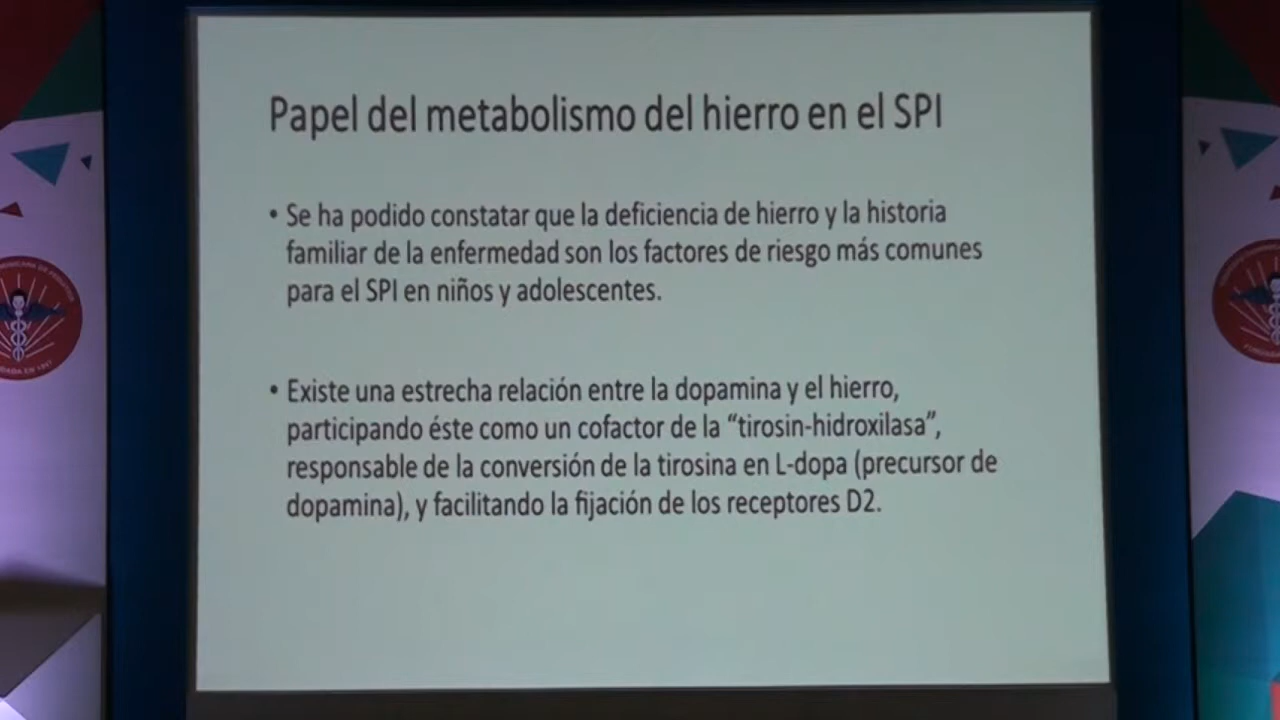 Papel del metabolismo del hierro en el SPI
• Se ha podido constatar que la deficiencia de hierro y la historia
familiar de la enfermedad son los factores de riesgo más comunes
para el SPI en niños y adolescentes.
• Existe una estrecha relación entre la dopamina y el hierro,
participando éste como un cofactor de la “tirosin-hidroxilasa”,
responsable de la conversión de la tirosina en L-dopa (precursor de
dopamina), y facilitando la fijación de los receptores D2.